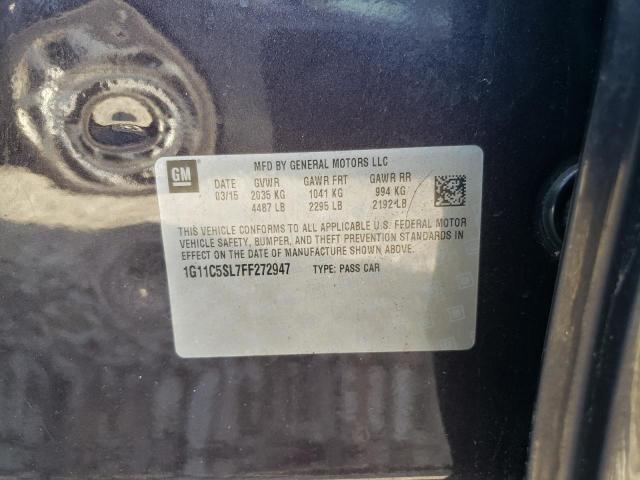 GM
MFD BY GENERAL MOTORS LLC
DATE GVWR GAWR FRT GAWR RR
03/15 2035 KG 1041 KG 994 KG
4487 LB 2295 LB 2192 LB
THIS VEHICLE CONFORMS TO ALL APPLICABLE U.S. FEDERAL MOTOR
VEHICLE SAFETY, BUMPER, AND THEFT PREVENTION STANDARDS IN
EFFECT ON THE DATE OF MANUFACTURE SHOWN ABOVE.
1G11C5SL7FF272947 TYPE: PASS CAR